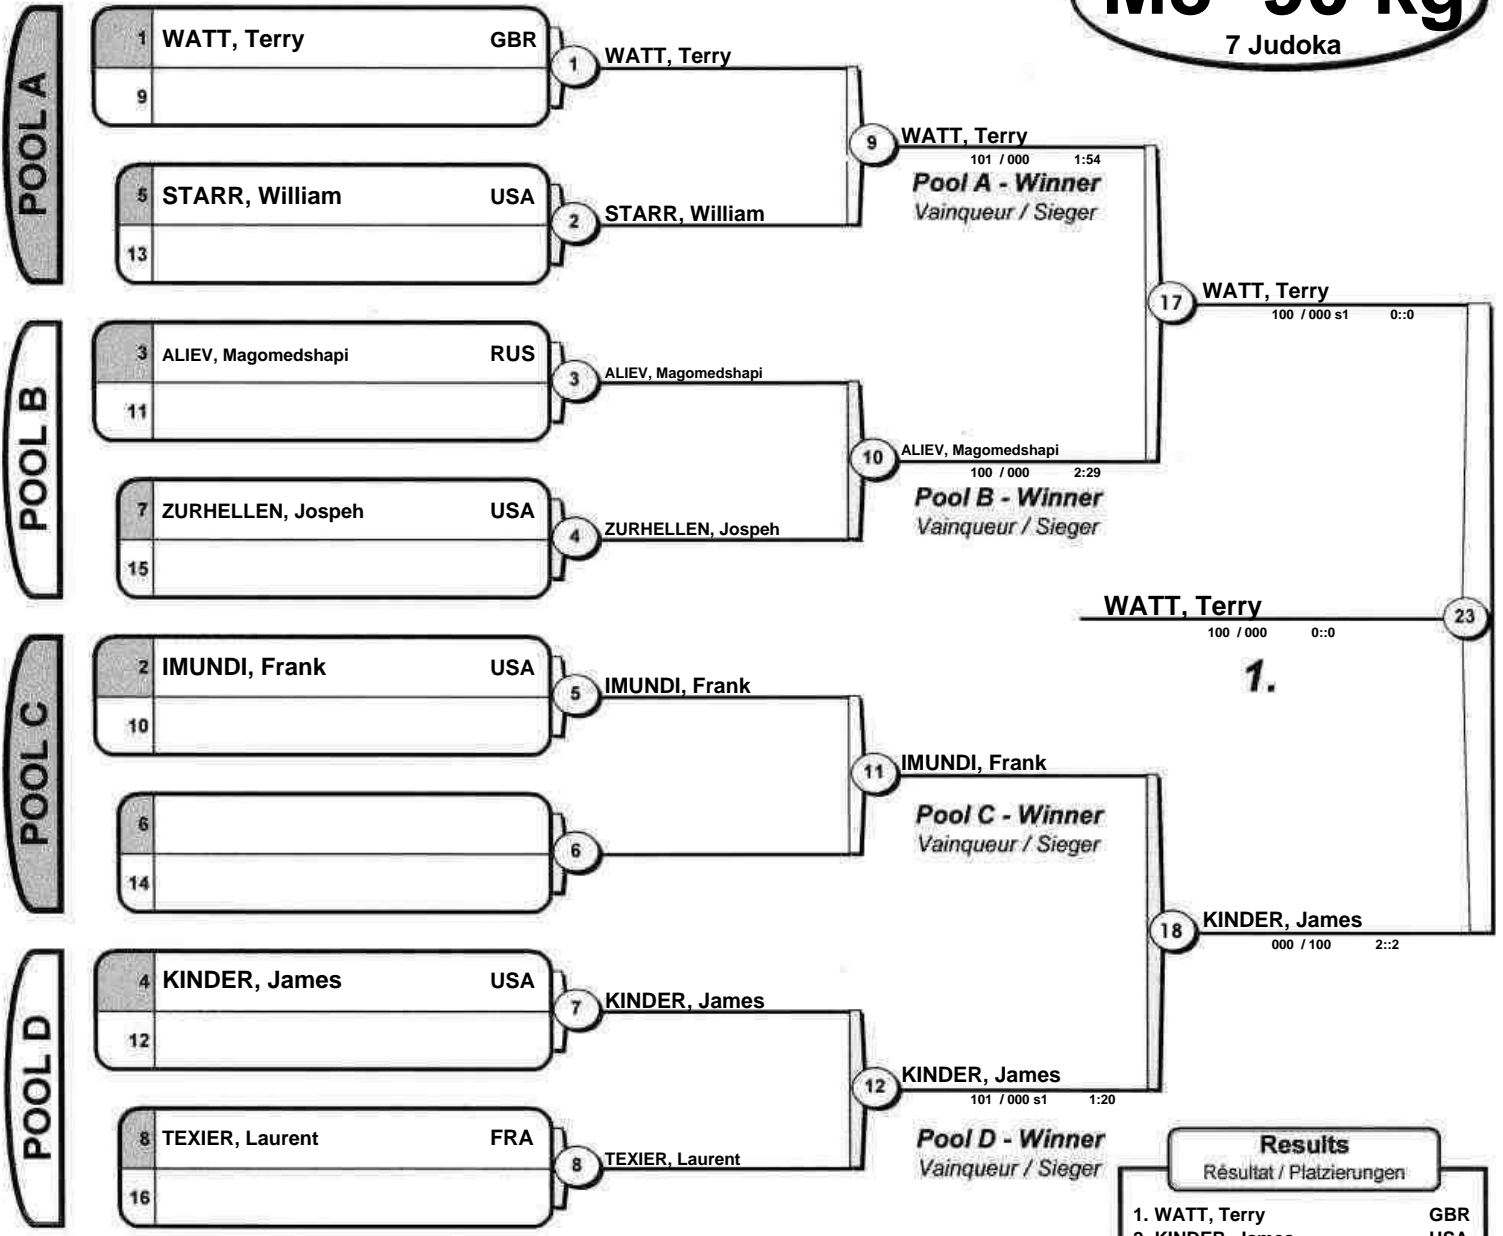 M8 -90 kg
7 Judoka
POOL A
1 WATT, Terry GBR
9
5 STARR, William USA
13
1 WATT, Terry
2 STARR, William
9 WATT, Terry
101 / 000 1:54
Pool A - Winner
Vainqueur / Sieger
POOL B
3 ALIEV, Magomedshapi RUS
11
7 ZURHELLEN, Jospeh USA
15
3 ALIEV, Magomedshapi
4 ZURHELLEN, Jospeh
10 ALIEV, Magomedshapi
100 / 000 2:29
Pool B - Winner
Vainqueur / Sieger
17 WATT, Terry
100 / 000 s1 0::0
WATT, Terry 23
100 / 000 0::0
1.
POOL C
2 IMUNDI, Frank USA
10
6
14
5 IMUNDI, Frank
6
11 IMUNDI, Frank
Pool C - Winner
Vainqueur / Sieger
18 KINDER, James
000 / 100 2::2
POOL D
4 KINDER, James USA
12
8 TEXIER, Laurent FRA
16
7 KINDER, James
8 TEXIER, Laurent
12 KINDER, James
101 / 000 s1 1:20
Pool D - Winner
Vainqueur / Sieger
Results
Résultat / Platzierungen
1. WATT, Terry GBR
2. KINDER, James USA